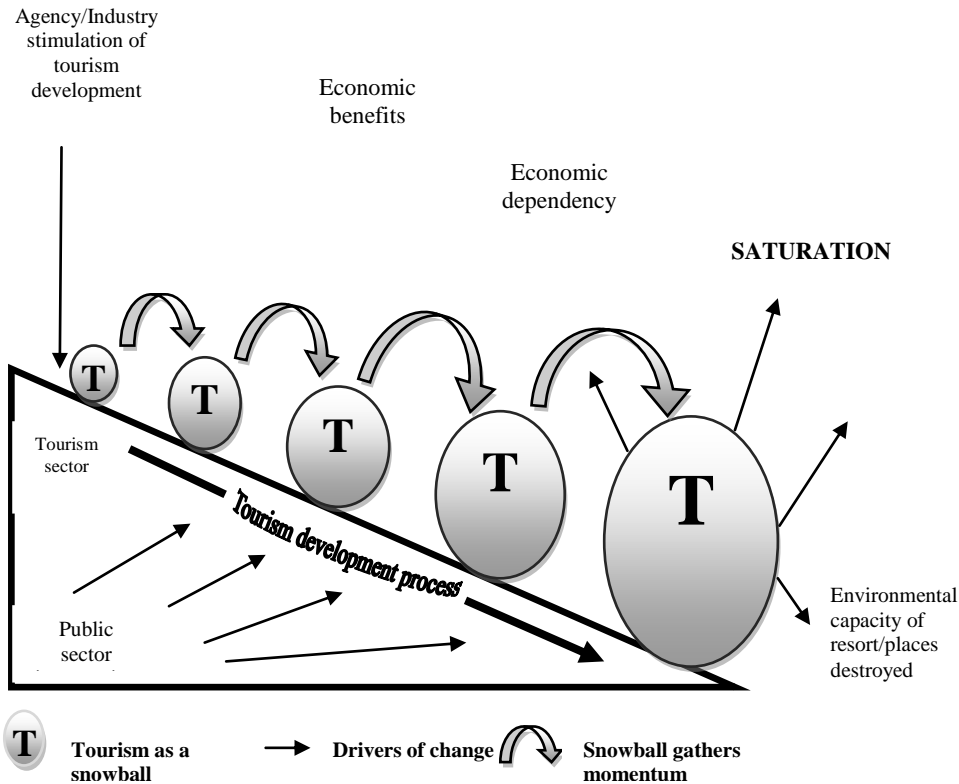 Agency/Industry
stimulation of
tourism
development
Economic
benefits
Economic
dependency
SATURATION
T
T
T
T
T
Tourism
sector
Tourism development process
Public
sector
Environmental
capacity of
resort/places
destroyed
T
Tourism as a
snowball
Drivers of change
Snowball gathers
momentum